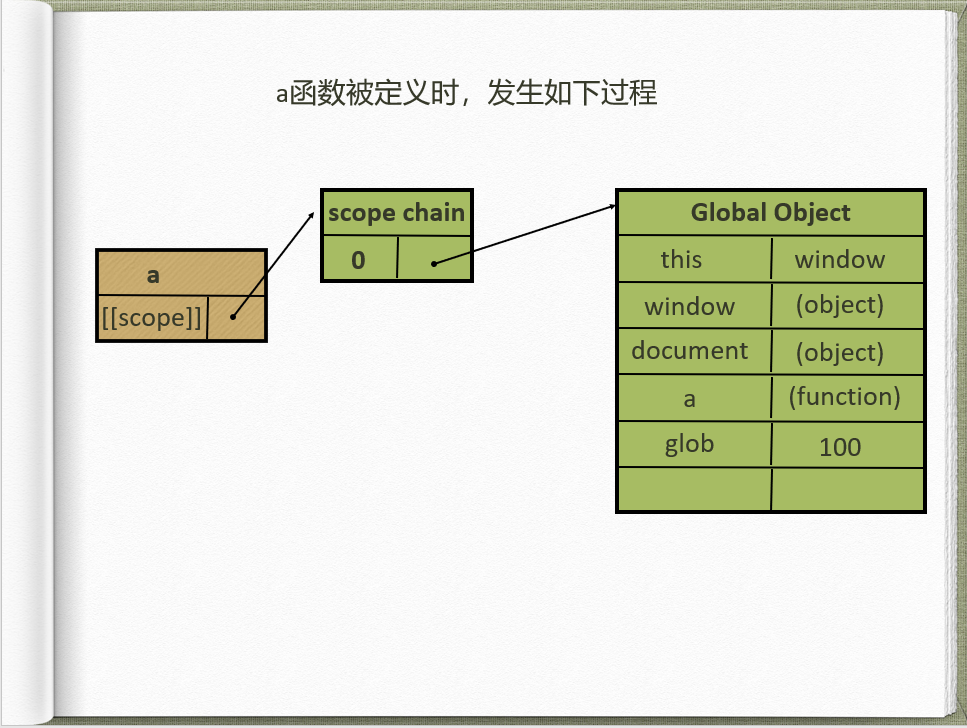 a函数被定义时，发生如下过程
scope chain
0
a
[[scope]]
Global Object
this window
window (object)
document (object)
a (function)
glob 100